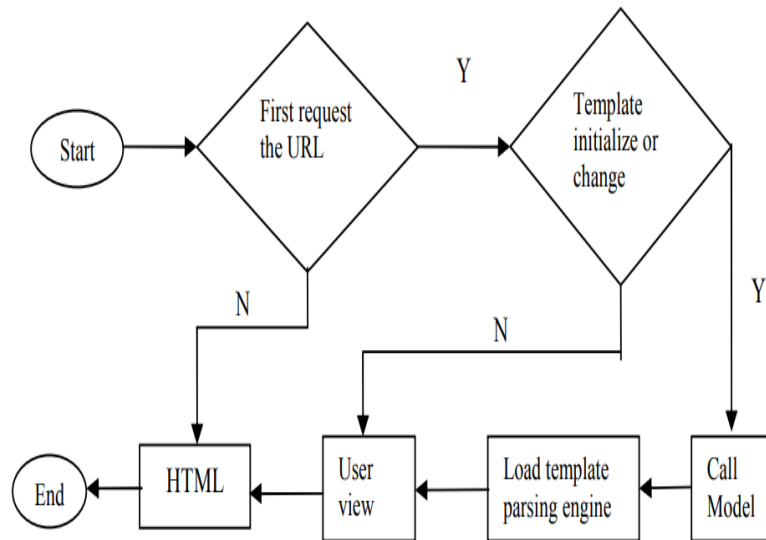 Start
First request
the URL
Y
Template
initialize or
change
N
N
Y
End
HTML
User
view
Load template
parsing engine
Call
Model